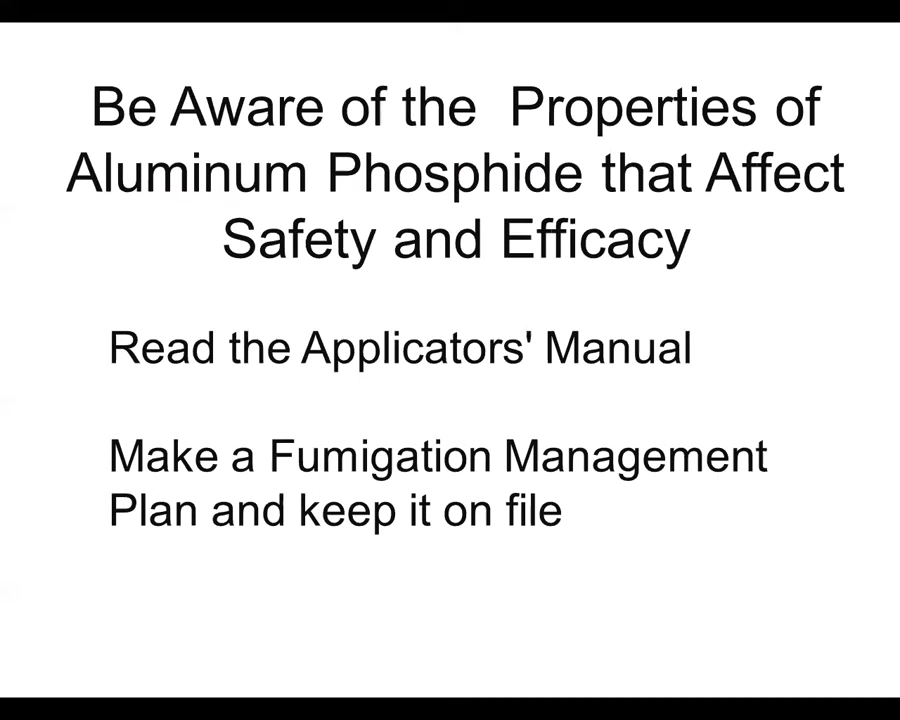 Be Aware of the  Properties of
Aluminum Phosphide that Affect
Safety and Efficacy
Read the Applicators' Manual
Make a Fumigation Management
Plan and keep it on file